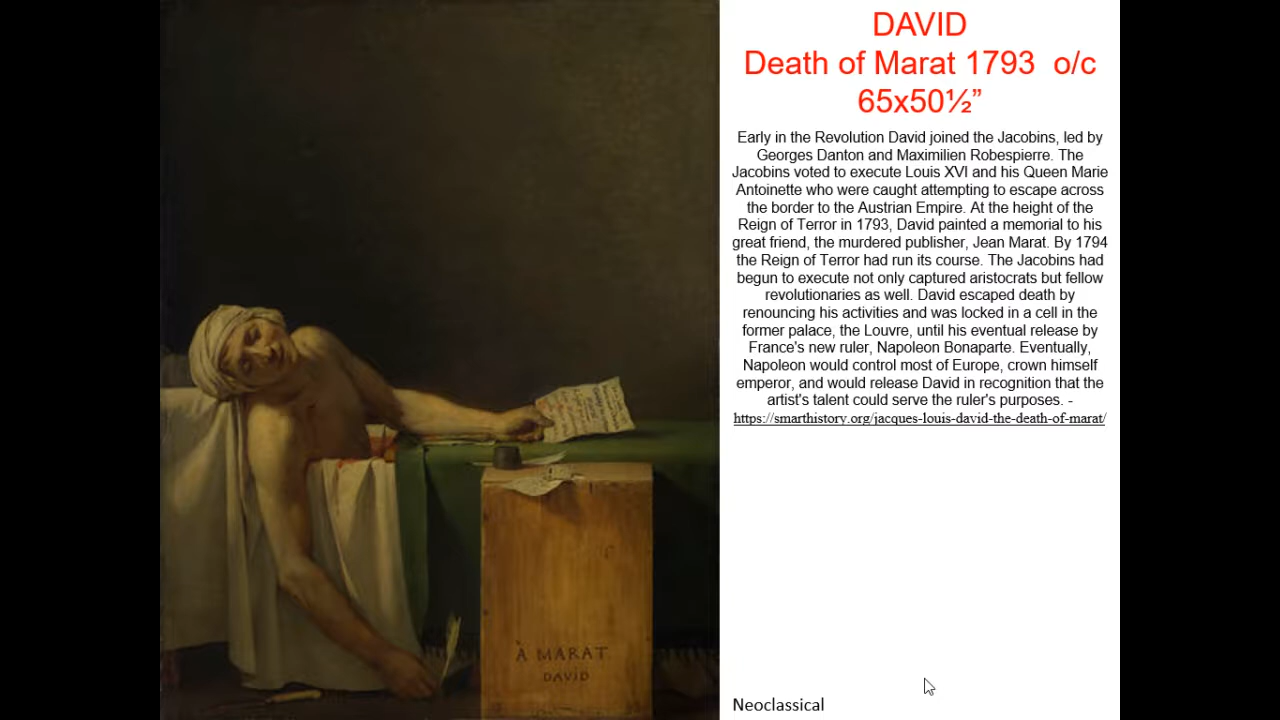 DAVID
Death of Marat 1793 o/c
65x50½”
Early in the Revolution David joined the Jacobins, led by
Georges Danton and Maximilien Robespierre. The
Jacobins voted to execute Louis XVI and his Queen Marie
Antoinette who were caught attempting to escape across
the border to the Austrian Empire. At the height of the
Reign of Terror in 1793, David painted a memorial to his
great friend, the murdered publisher, Jean Marat. By 1794
the Reign of Terror had run its course. The Jacobins had
begun to execute not only captured aristocrats but fellow
revolutionaries as well. David escaped death by
renouncing his activities and was locked in a cell in the
former palace, the Louvre, until his eventual release by
France's new ruler, Napoleon Bonaparte. Eventually,
Napoleon would control most of Europe, crown himself
emperor, and would release David in recognition that the
artist's talent could serve the ruler's purposes. -
https://smarthistory.org/jacques-louis-david-the-death-of-marat/
À MARAT.
DAVID
Neoclassical